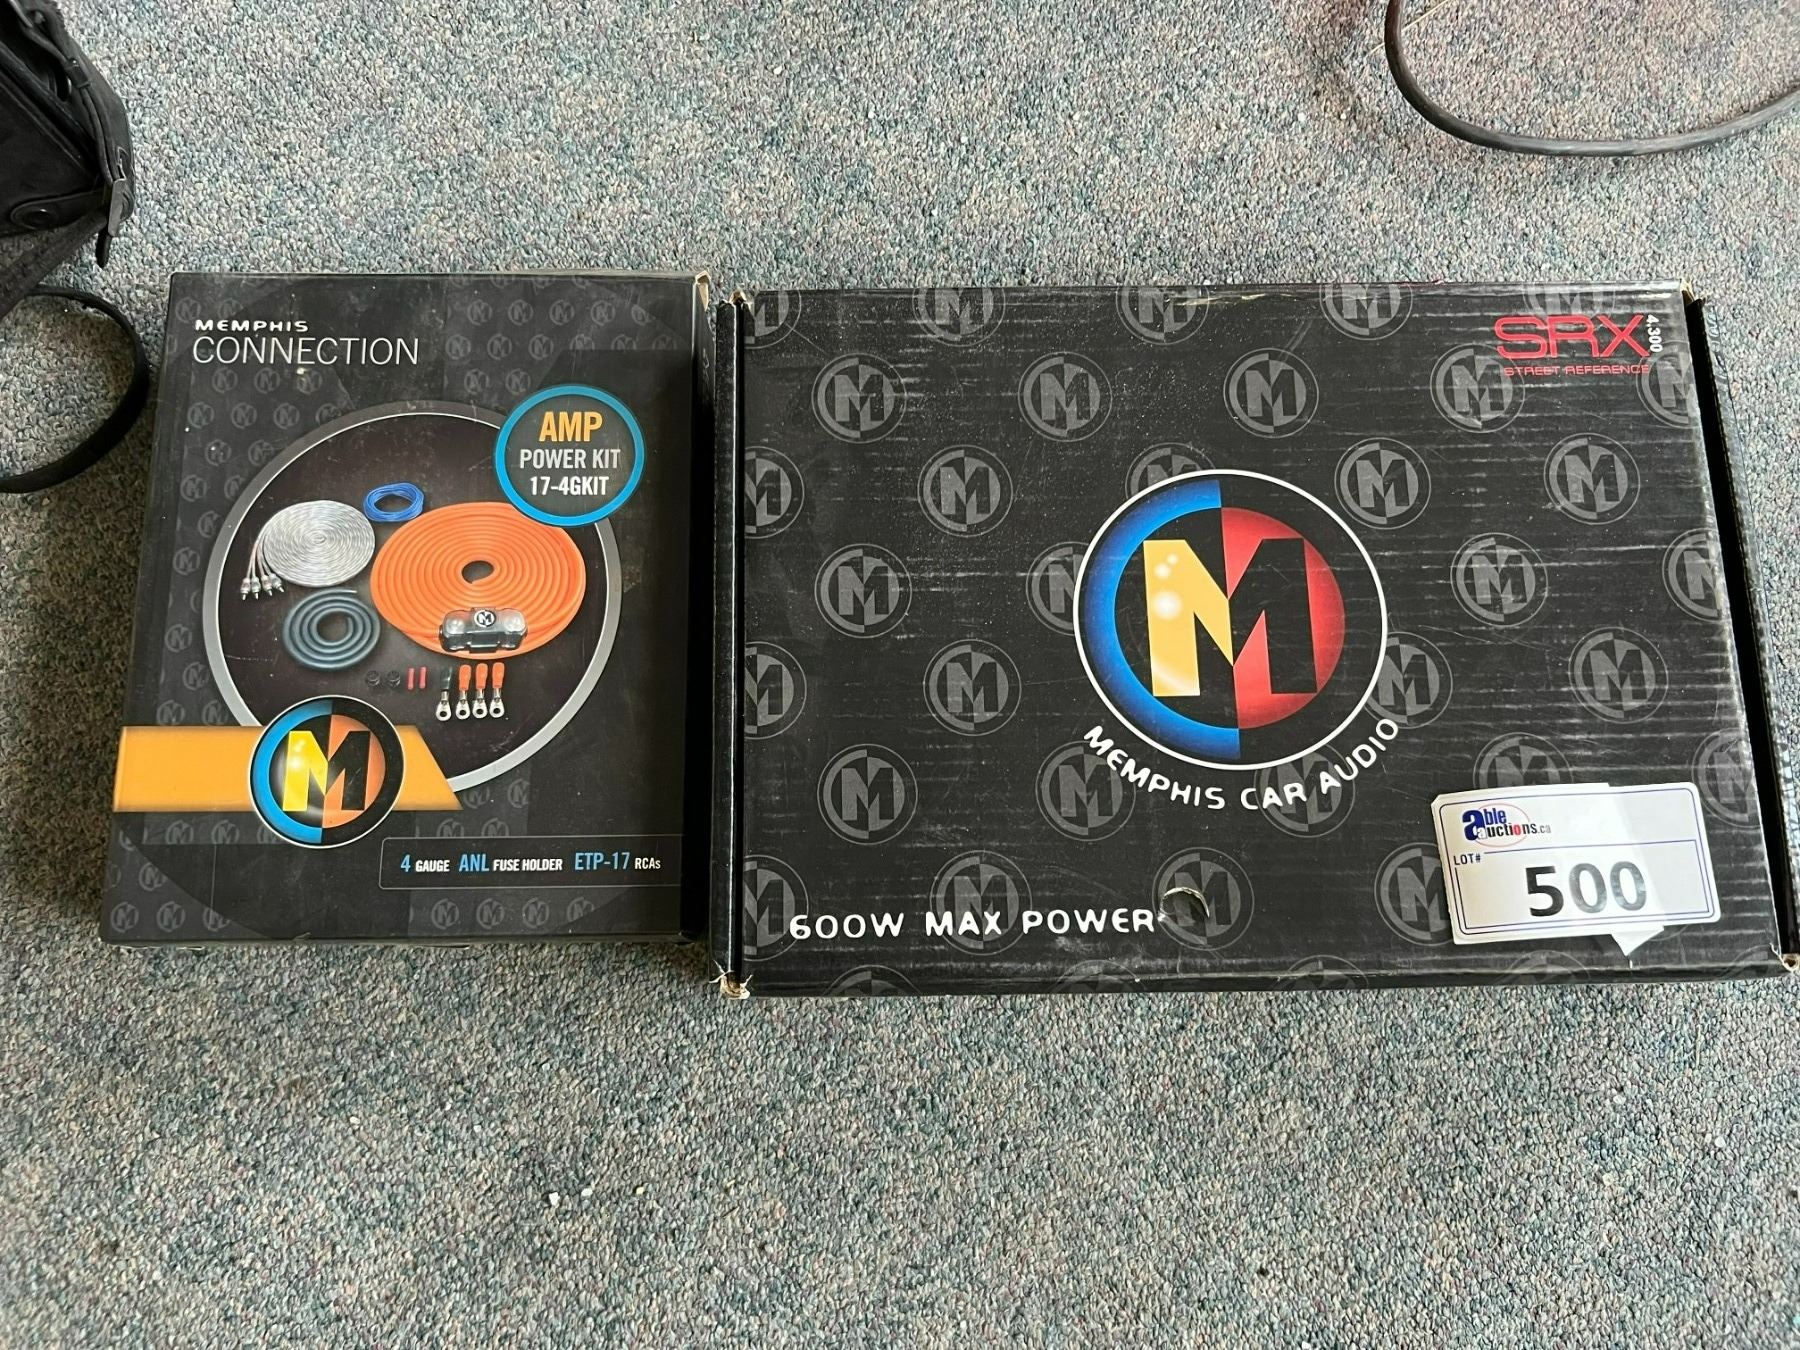 MEMPHIS
CONNECTION
AMP
POWER KIT
17-4GKIT
4 GAUGE ANL FUSE HOLDER ETP-17 RCAs
SRX 4.300
STREET REFERENCE
M
MEMPHIS CAR AUDIO
600W MAX POWER
able
auctions.ca
LOT#
500